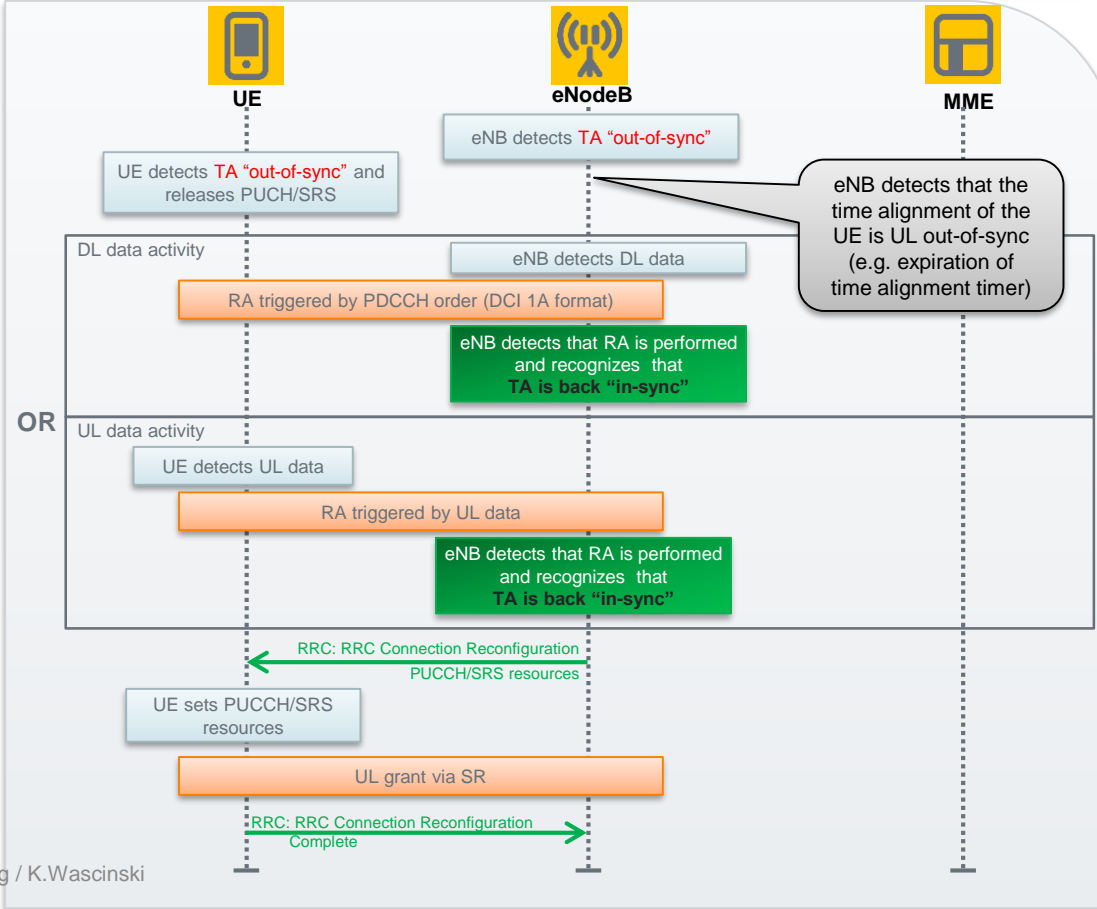 UE
eNodeB
MME
eNB detects TA “out-of-sync”
UE detects TA “out-of-sync” and
releases PUCH/SRS
eNB detects that the
time alignment of the
UE is UL out-of-sync
(e.g. expiration of
time alignment timer)
DL data activity
eNB detects DL data
RA triggered by PDCCH order (DCI 1A format)
eNB detects that RA is performed
and recognizes that
TA is back “in-sync”
OR
UL data activity
UE detects UL data
RA triggered by UL data
eNB detects that RA is performed
and recognizes that
TA is back “in-sync”
RRC: RRC Connection Reconfiguration
PUCCH/SRS resources
UE sets PUCCH/SRS
resources
UL grant via SR
RRC: RRC Connection Reconfiguration
Complete
/ K.Wascinski